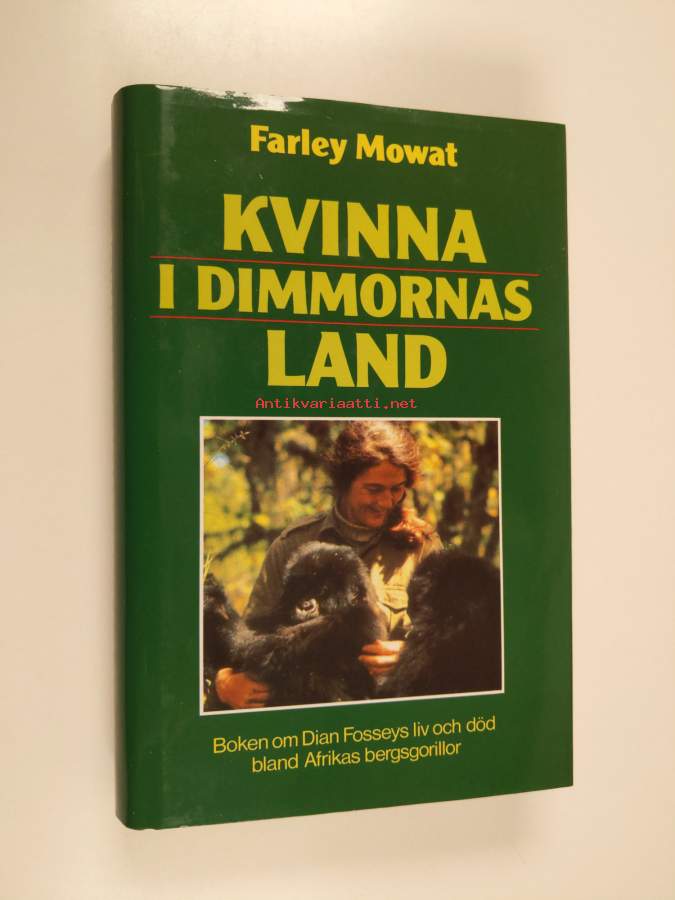 Farley Mowat
KVINNA
I DIMMORNAS
LAND
Antikvariaatti.net
Boken om Dian Fosseys liv och död
bland Afrikas bergsgorillor